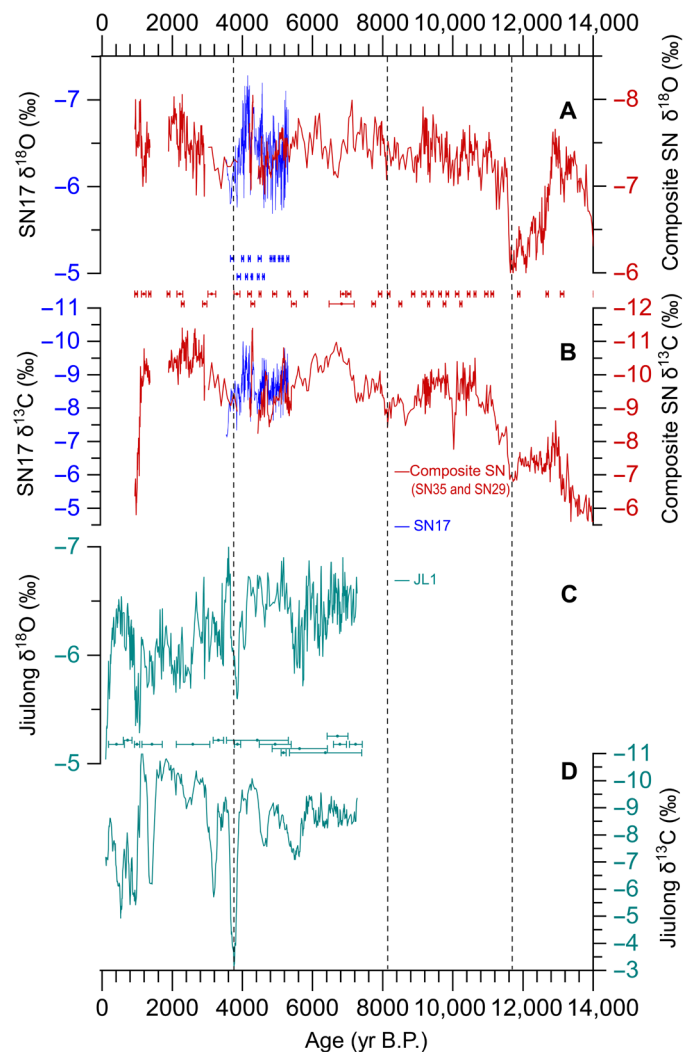 0 2000 4000 6000 8000 10,000 12,000 14,000
A
SN17 δ18O (‰)
−7
−6
−5
Composite SN δ18O (‰)
−8
−7
−6
B
SN17 δ13C (‰)
−11
−10
−9
−8
−7
−6
−5
Composite SN δ13C (‰)
−12
−11
−10
−9
−8
−7
−6
Composite SN
(SN35 and SN29)
SN17
JL1
C
Jiulong δ18O (‰)
−7
−6
−5
D
Jiulong δ13C (‰)
−11
−10
−9
−8
−7
−6
−5
−4
−3
0 2000 4000 6000 8000 10,000 12,000 14,000
Age (yr B.P.)